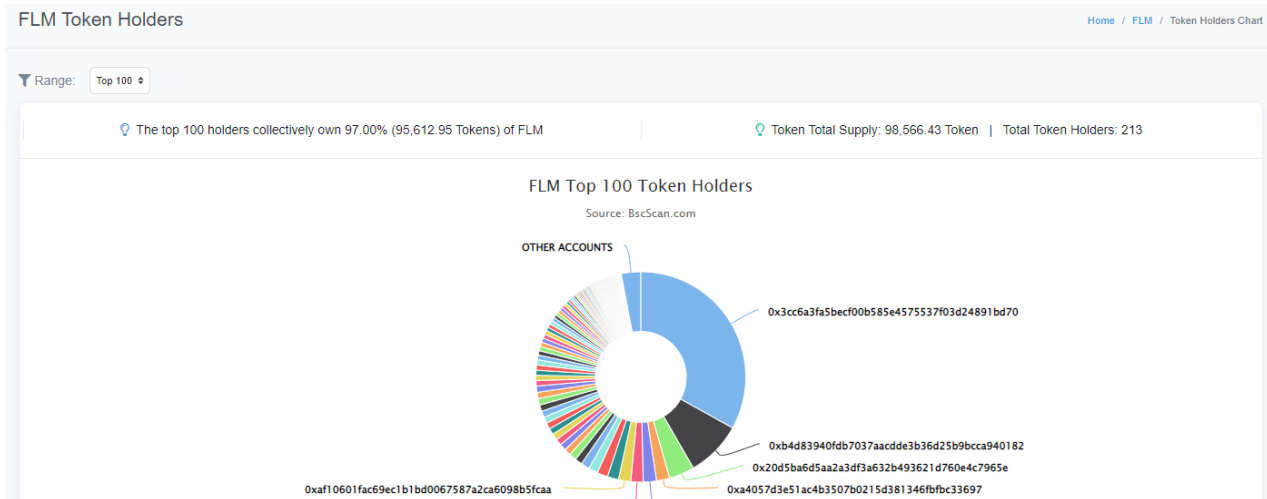 FLM Token Holders
Home / FLM / Token Holders Chart
Range: Top 100
The top 100 holders collectively own 97.00% (95,612.95 Tokens) of FLM
Token Total Supply: 98,566.43 Token | Total Token Holders: 213
FLM Top 100 Token Holders
Source: BscScan.com
OTHER ACCOUNTS
0x3cc6a3fa5becf00b585e4575537f03d24891bd70
0xb4d83940fdb7037aacdde3b36d25b9bcca940182
0x20d5ba6d5aa2a3df3a632b493621d760e4c7965e
0xaf10601fac69ec1b1bd0067587a2ca6098b5fcaa
0xa4057d3e51ac4b3507b0215d381346fbfbc33697